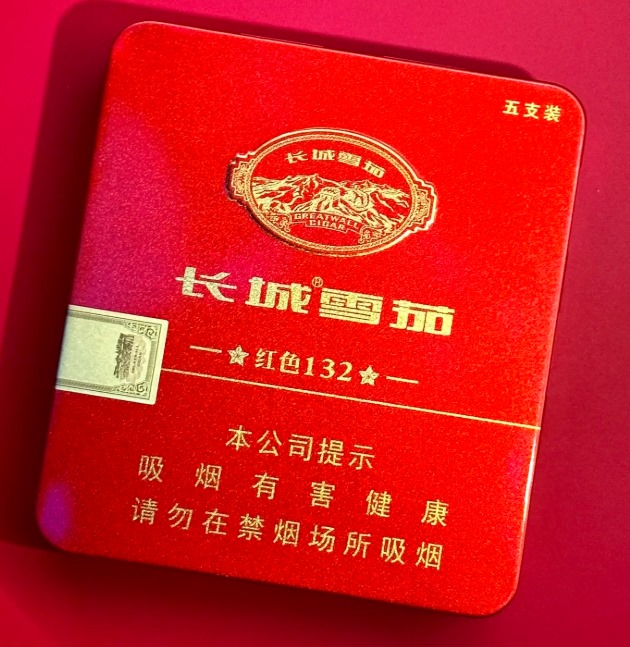 五支装
长城雪茄
GREATWALL
CIGAR
长城®雪茄
红色132
本公司提示
吸烟有害健康
请勿在禁烟场所吸烟